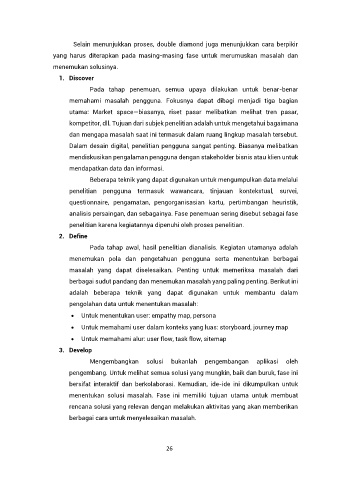 Selain menunjukkan proses, double diamond juga menunjukkan cara berpikir
yang harus diterapkan pada masing-masing fase untuk merumuskan masalah dan
menemukan solusinya.
1. Discover
Pada tahap penemuan, semua upaya dilakukan untuk benar-benar
memahami masalah pengguna. Fokusnya dapat dibagi menjadi tiga bagian
utama: Market space—biasanya, riset pasar melibatkan melihat tren pasar,
kompetitor, dll. Tujuan dari subjek penelitian adalah untuk mengetahui bagaimana
dan mengapa masalah saat ini termasuk dalam ruang lingkup masalah tersebut.
Dalam desain digital, penelitian pengguna sangat penting. Biasanya melibatkan
mendiskusikan pengalaman pengguna dengan stakeholder bisnis atau klien untuk
mendapatkan data dan informasi.
Beberapa teknik yang dapat digunakan untuk mengumpulkan data melalui
penelitian pengguna termasuk wawancara, tinjauan kontekstual, survei,
questionnaire, pengamatan, pengorganisasian kartu, pertimbangan heuristik,
analisis persaingan, dan sebagainya. Fase penemuan sering disebut sebagai fase
penelitian karena kegiatannya dipenuhi oleh proses penelitian.
2. Define
Pada tahap awal, hasil penelitian dianalisis. Kegiatan utamanya adalah
menemukan pola dan pengetahuan pengguna serta menentukan berbagai
masalah yang dapat diselesaikan. Penting untuk memeriksa masalah dari
berbagai sudut pandang dan menemukan masalah yang paling penting. Berikut ini
adalah beberapa teknik yang dapat digunakan untuk membantu dalam
pengolahan data untuk menentukan masalah:
• Untuk menentukan user: empathy map, persona
• Untuk memahami user dalam konteks yang luas: storyboard, journey map
• Untuk memahami alur: user flow, task flow, sitemap
3. Develop
Mengembangkan solusi bukanlah pengembangan aplikasi oleh
pengembang. Untuk melihat semua solusi yang mungkin, baik dan buruk, fase ini
bersifat interaktif dan berkolaborasi. Kemudian, ide-ide ini dikumpulkan untuk
menentukan solusi masalah. Fase ini memiliki tujuan utama untuk membuat
rencana solusi yang relevan dengan melakukan aktivitas yang akan memberikan
berbagai cara untuk menyelesaikan masalah.
26